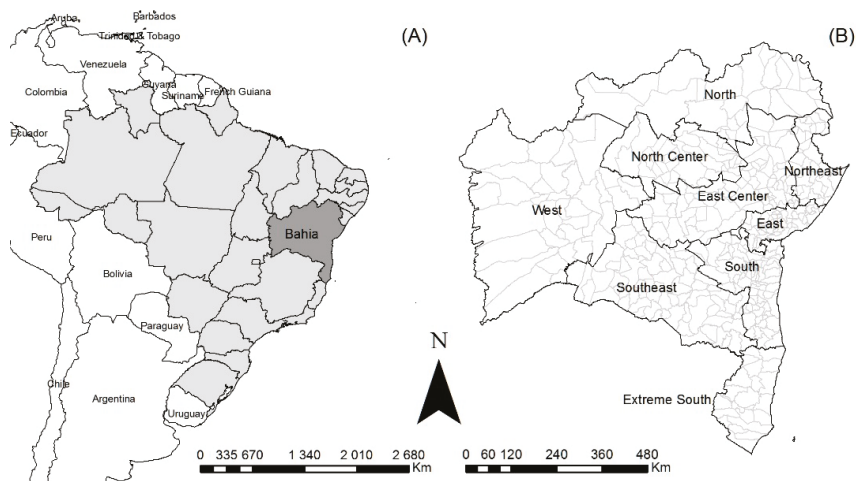 Aruba
Barbados
Trinidad & Tobago
(A)
Venezuela
Guyana
Colombia
Suriname
French Guiana
Ecuador
Bahia
Peru
Bolivia
Paraguay
Chile
Argentina
Uruguay
N
0 335 670 1 340 2 010 2 680
Km
(B)
North
North Center
Northeast
East Center
West
East
South
Southeast
Extreme South
0 60 120 240 360 480
Km